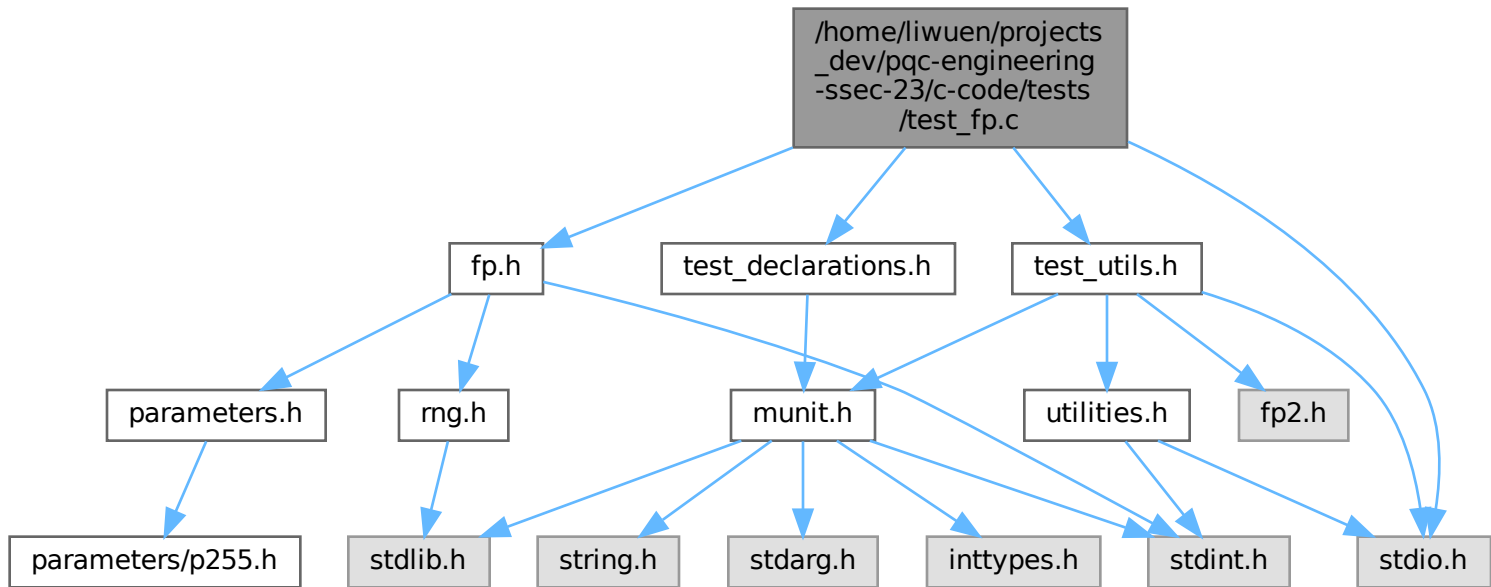 /home/liwuen/projects
_dev/pqc-engineering
-ssec-23/c-code/tests
/test_fp.c
fp.h
test_declarations.h
test_utils.h
parameters.h
rng.h
munit.h
utilities.h
fp2.h
parameters/p255.h
stdlib.h
string.h
stdarg.h
inttypes.h
stdint.h
stdio.h